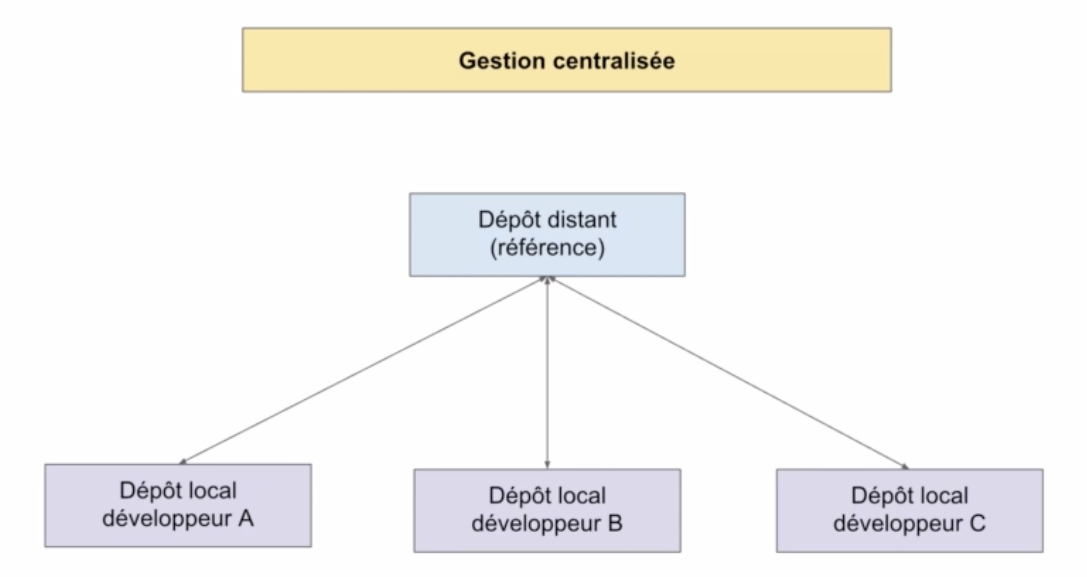 Gestion centralisée
Dépôt distant
(référence)
Dépôt local
développeur A
Dépôt local
développeur B
Dépôt local
développeur C